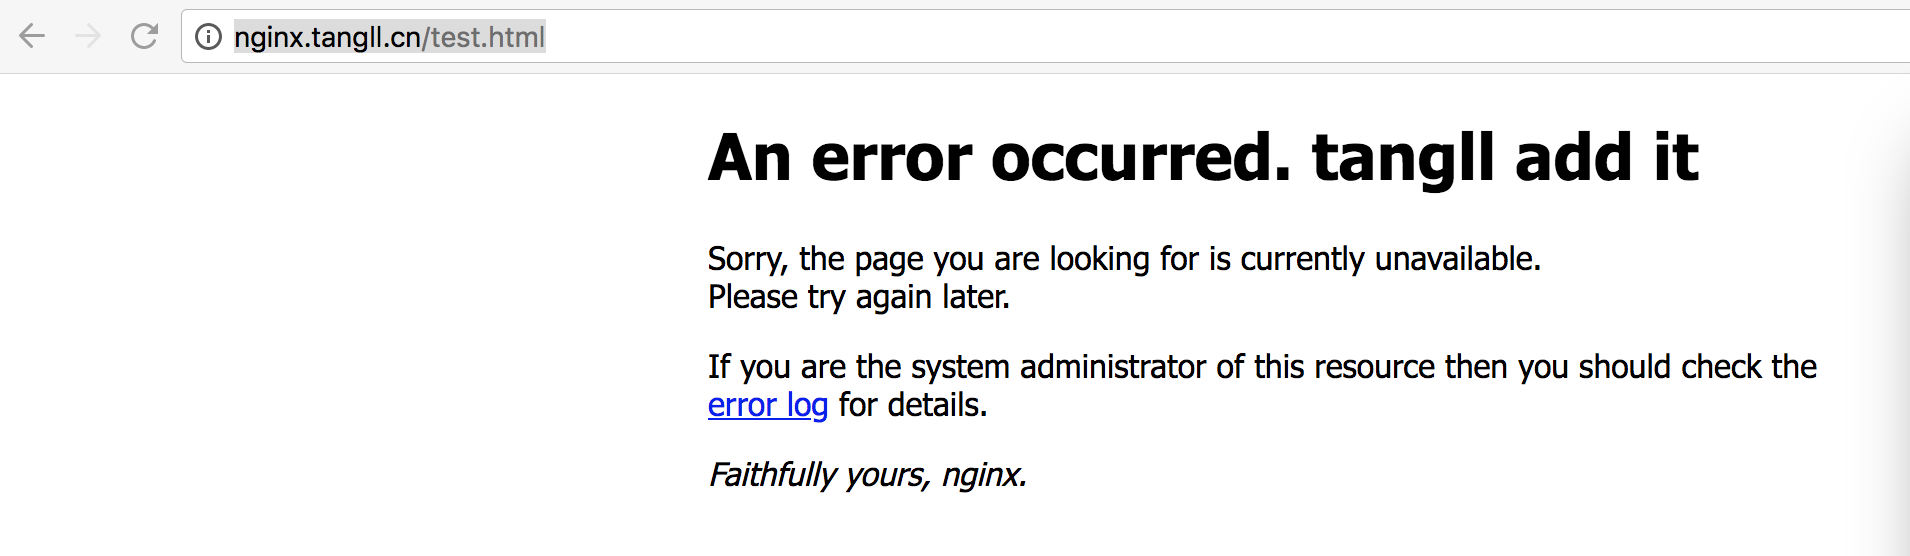 nginx.tangll.cn/test.html
An error occurred. tangll add it
Sorry, the page you are looking for is currently unavailable.
Please try again later.
If you are the system administrator of this resource then you should check the
error log for details.
Faithfully yours, nginx.